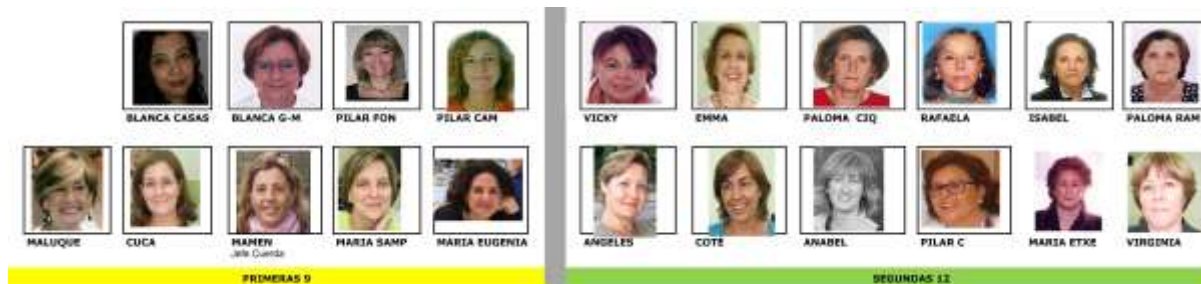 BLANCA CASAS BLANCA G-M PILAR FON PILAR CAM
MALUQUE CUCA MAMEN MARIA SAMP MARIA EUGENIA
Jefe Cuerda
PRIMERAS 9
VICKY EMMA PALOMA CIQ RAFAELA ISABEL PALOMA RAM
ANGELES COTE ANABEL PILAR C MARIA ETXE VIRGINIA
SEGUNDAS 12